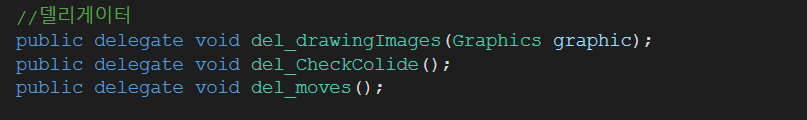 //델리게이터
public delegate void del_drawingImages(Graphics graphic);
public delegate void del_CheckColide();
public delegate void del_moves();